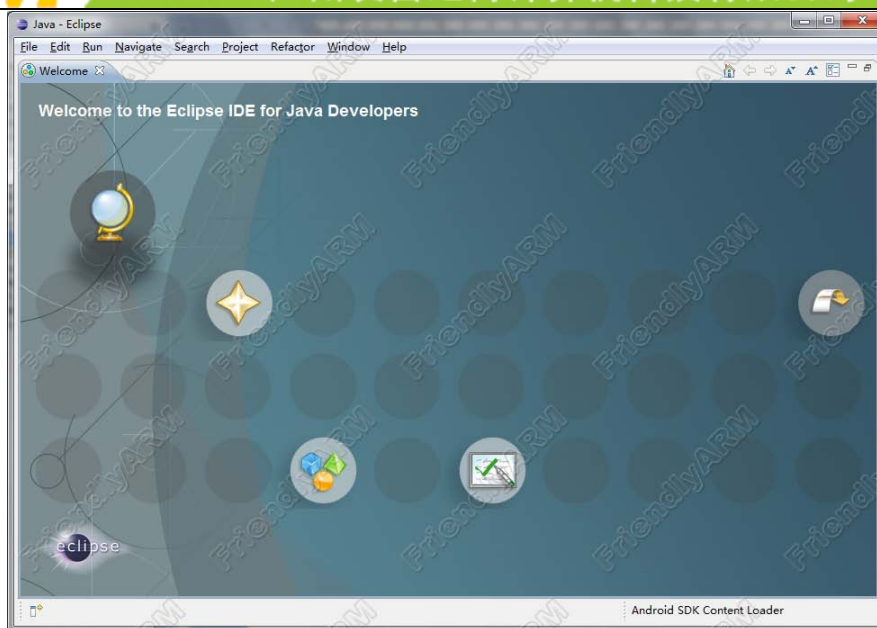 Java - Eclipse
File Edit Run Navigate Search Project Refactor Window Help
Welcome
Welcome to the Eclipse IDE for Java Developers
eclipse
Android SDK Content Loader
FriendlyARM